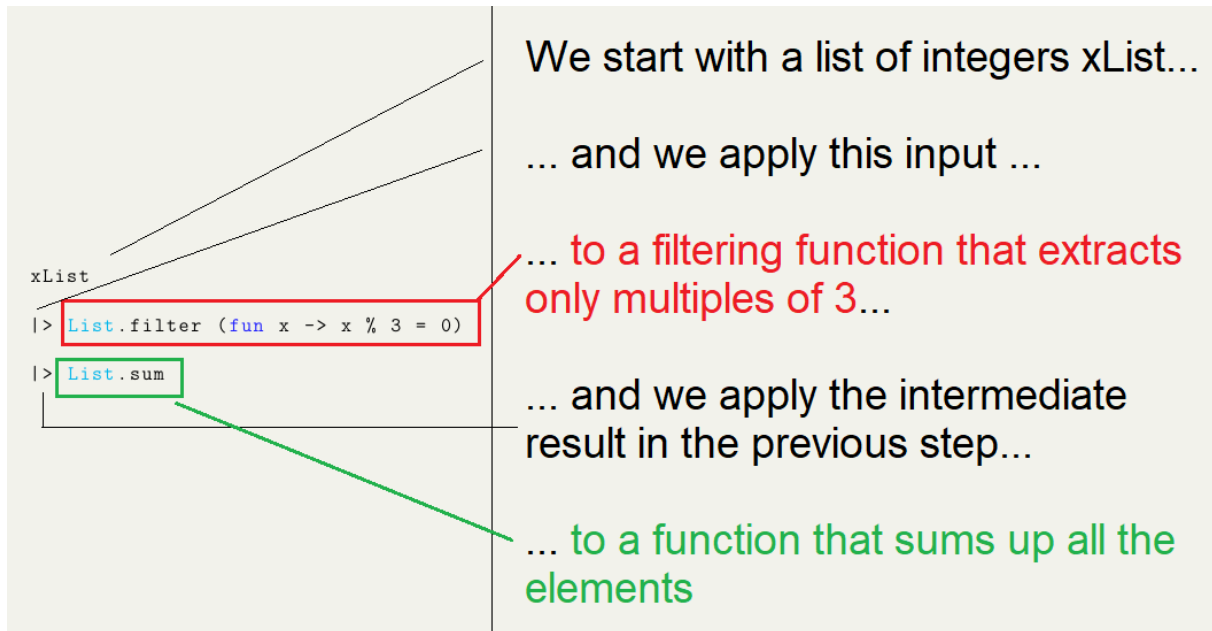 xList
|> List.filter (fun x -> x % 3 = 0)
|> List.sum
We start with a list of integers xList...
... and we apply this input ...
... to a filtering function that extracts
only multiples of 3...
... and we apply the intermediate
result in the previous step...
... to a function that sums up all the
elements